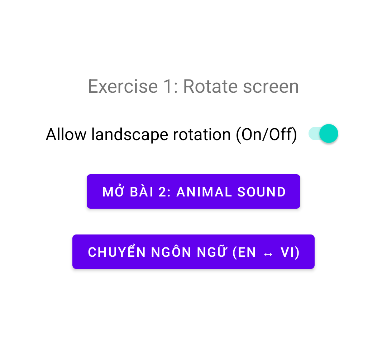 Exercise 1: Rotate screen
Allow landscape rotation (On/Off)
MỞ BÀI 2: ANIMAL SOUND
CHUYỂN NGÔN NGỮ (EN ↔ VI)